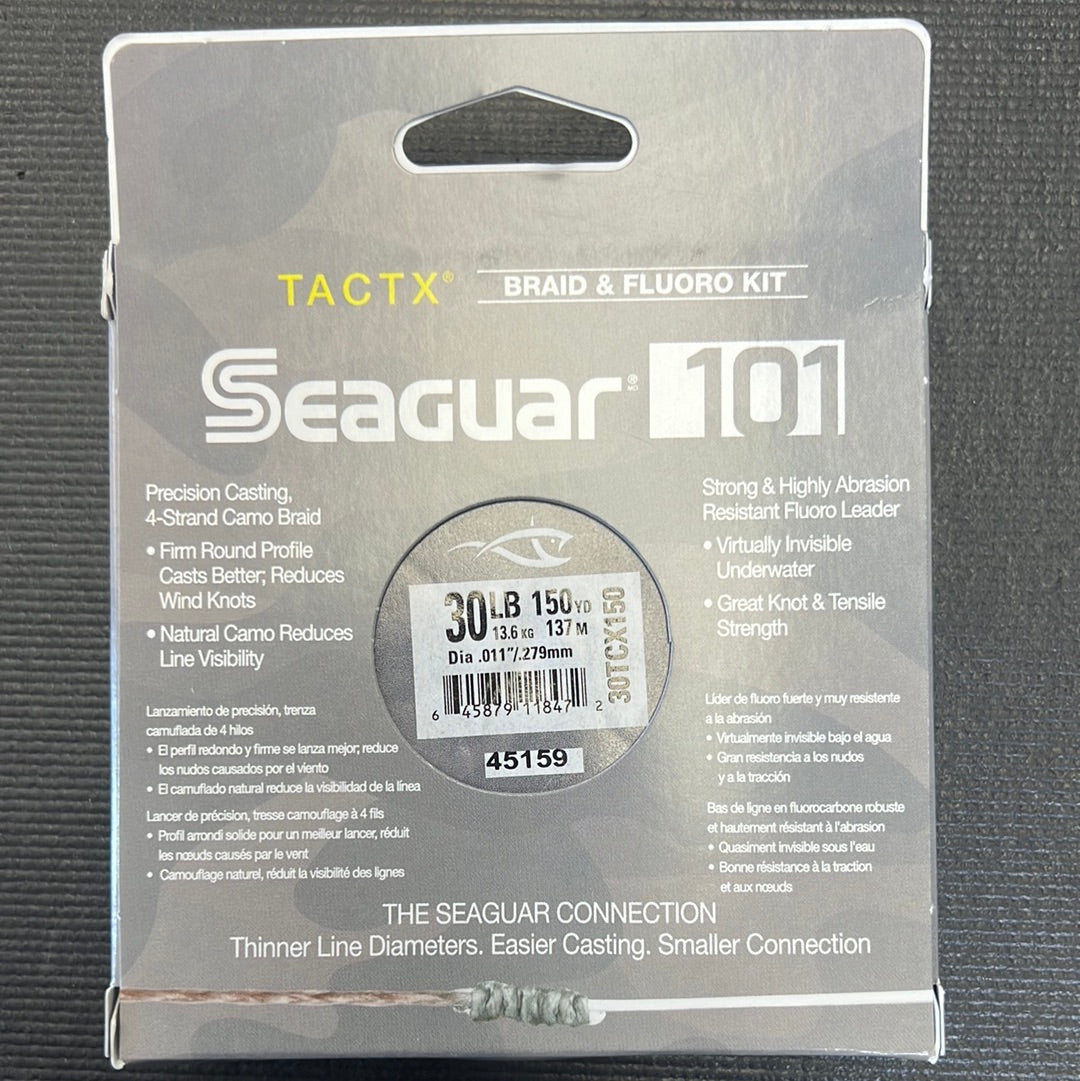 TACTX® BRAID & FLUORO KIT
SEAGUAR® 101
MD
Precision Casting,
4-Strand Camo Braid
• Firm Round Profile
Casts Better; Reduces
Wind Knots
• Natural Camo Reduces
Line Visibility
Lanzamiento de precisión, trenza
camuflada de 4 hilos
• El perfil redondo y firme se lanza mejor; reduce
los nudos causados por el viento
• El camuflado natural reduce la visibilidad de la línea
Lancer de précision, tresse camouflage à 4 fils
• Profil arrondi solide pour un meilleur lancer, réduit
les nœuds causés par le vent
• Camouflage naturel, réduit la visibilité des lignes
30LB 150YD
13.6 KG 137 M
Dia .011"/.279mm
6 45879 11847 2
30TCX150
45159
Strong & Highly Abrasion
Resistant Fluoro Leader
• Virtually Invisible
Underwater
• Great Knot & Tensile
Strength
Líder de fluoro fuerte y muy resistente
a la abrasión
• Virtualmente invisible bajo el agua
• Gran resistencia a los nudos
y a la tracción
Bas de ligne en fluorocarbone robuste
et hautement résistant à l'abrasion
• Quasiment invisible sous l'eau
• Bonne résistance à la traction
et aux nœuds
THE SEAGUAR CONNECTION
Thinner Line Diameters. Easier Casting. Smaller Connection